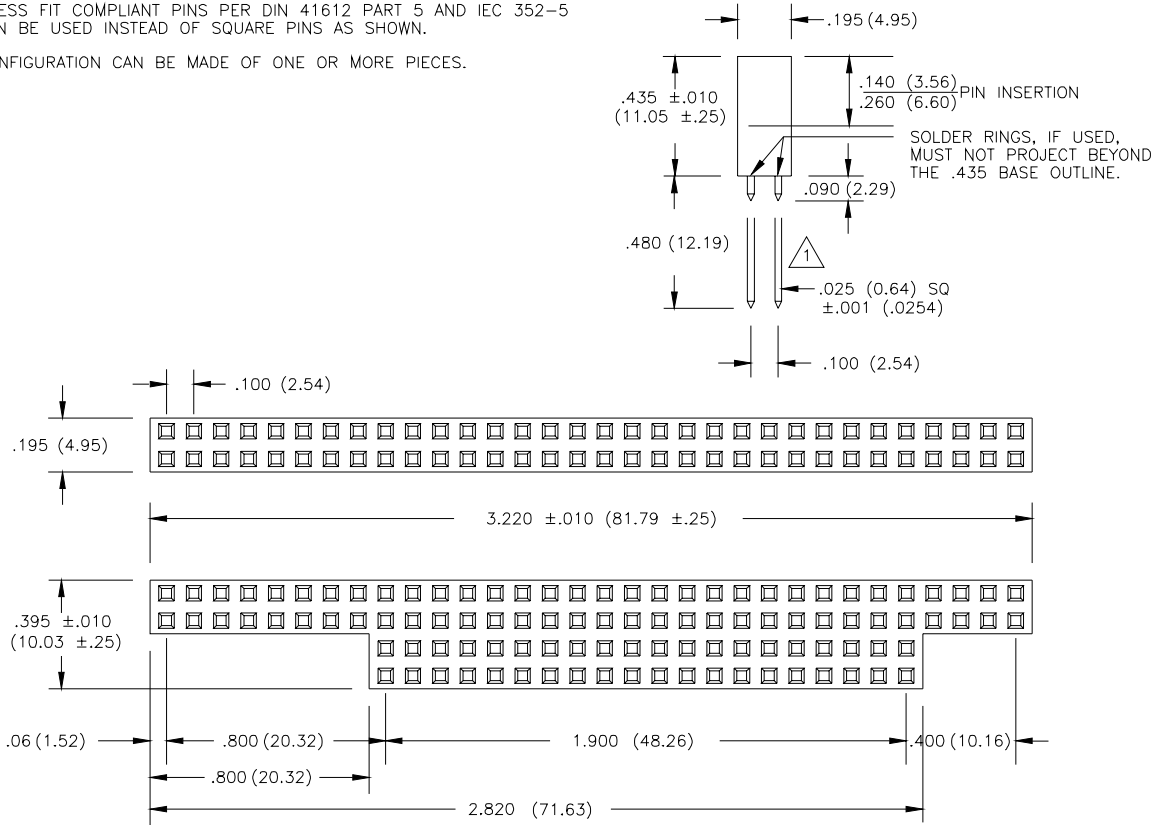 ESS FIT COMPLIANT PINS PER DIN 41612 PART 5 AND IEC 352-5
N BE USED INSTEAD OF SQUARE PINS AS SHOWN.
NFIGURATION CAN BE MADE OF ONE OR MORE PIECES.
.195 (4.95)
.435 ±.010
(11.05 ±.25)
.140 (3.56)
.260 (6.60)
PIN INSERTION
SOLDER RINGS, IF USED,
MUST NOT PROJECT BEYOND
THE .435 BASE OUTLINE.
.090 (2.29)
.480 (12.19)
1
.025 (0.64) SQ
±.001 (.0254)
.100 (2.54)
.100 (2.54)
.195 (4.95)
3.220 ±.010 (81.79 ±.25)
.395 ±.010
(10.03 ±.25)
.06 (1.52)
.800 (20.32)
1.900 (48.26)
.400 (10.16)
.800 (20.32)
2.820 (71.63)